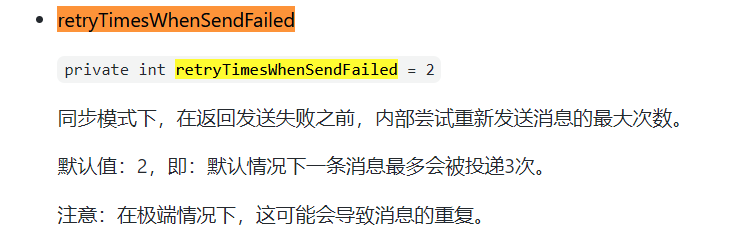 retryTimesWhenSendFailed
private int retryTimesWhenSendFailed = 2
同步模式下，在返回发送失败之前，内部尝试重新发送消息的最大次数。
默认值：2，即：默认情况下一条消息最多会被投递3次。
注意：在极端情况下，这可能会导致消息的重复。